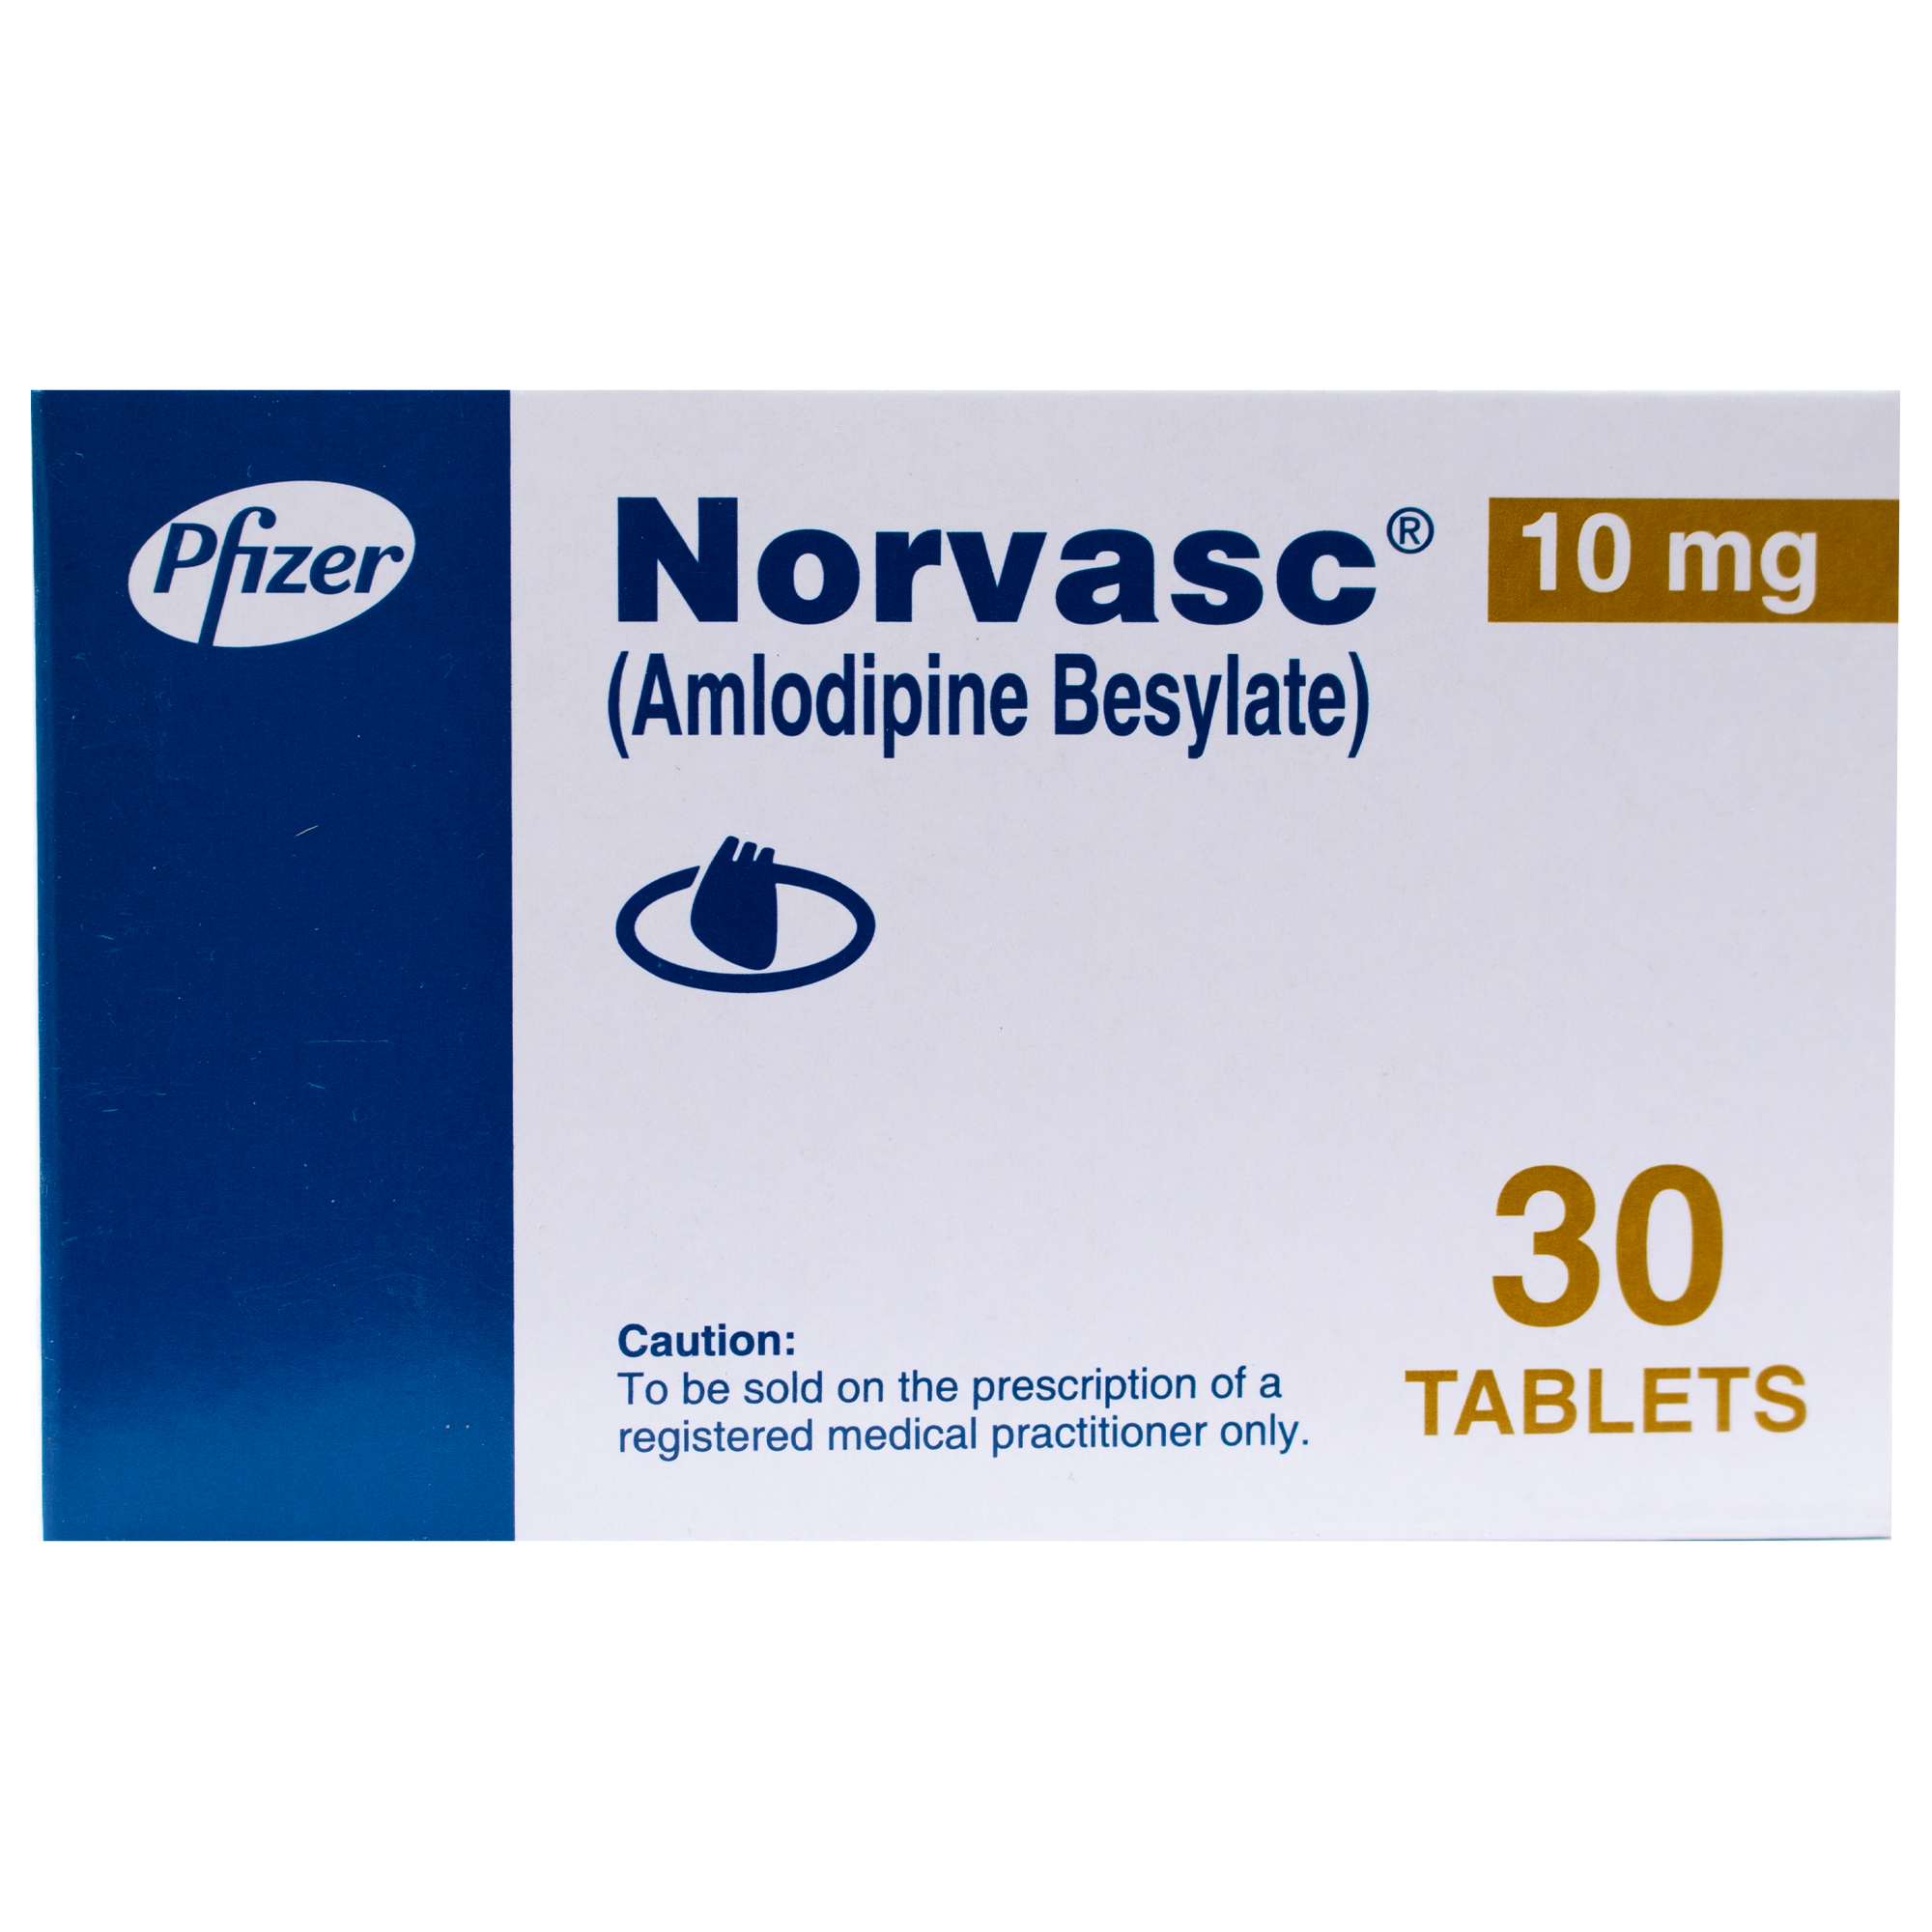 Pfizer
Norvasc® 10 mg
(Amlodipine Besylate)
30
TABLETS
Caution:
To be sold on the prescription of a
registered medical practitioner only.